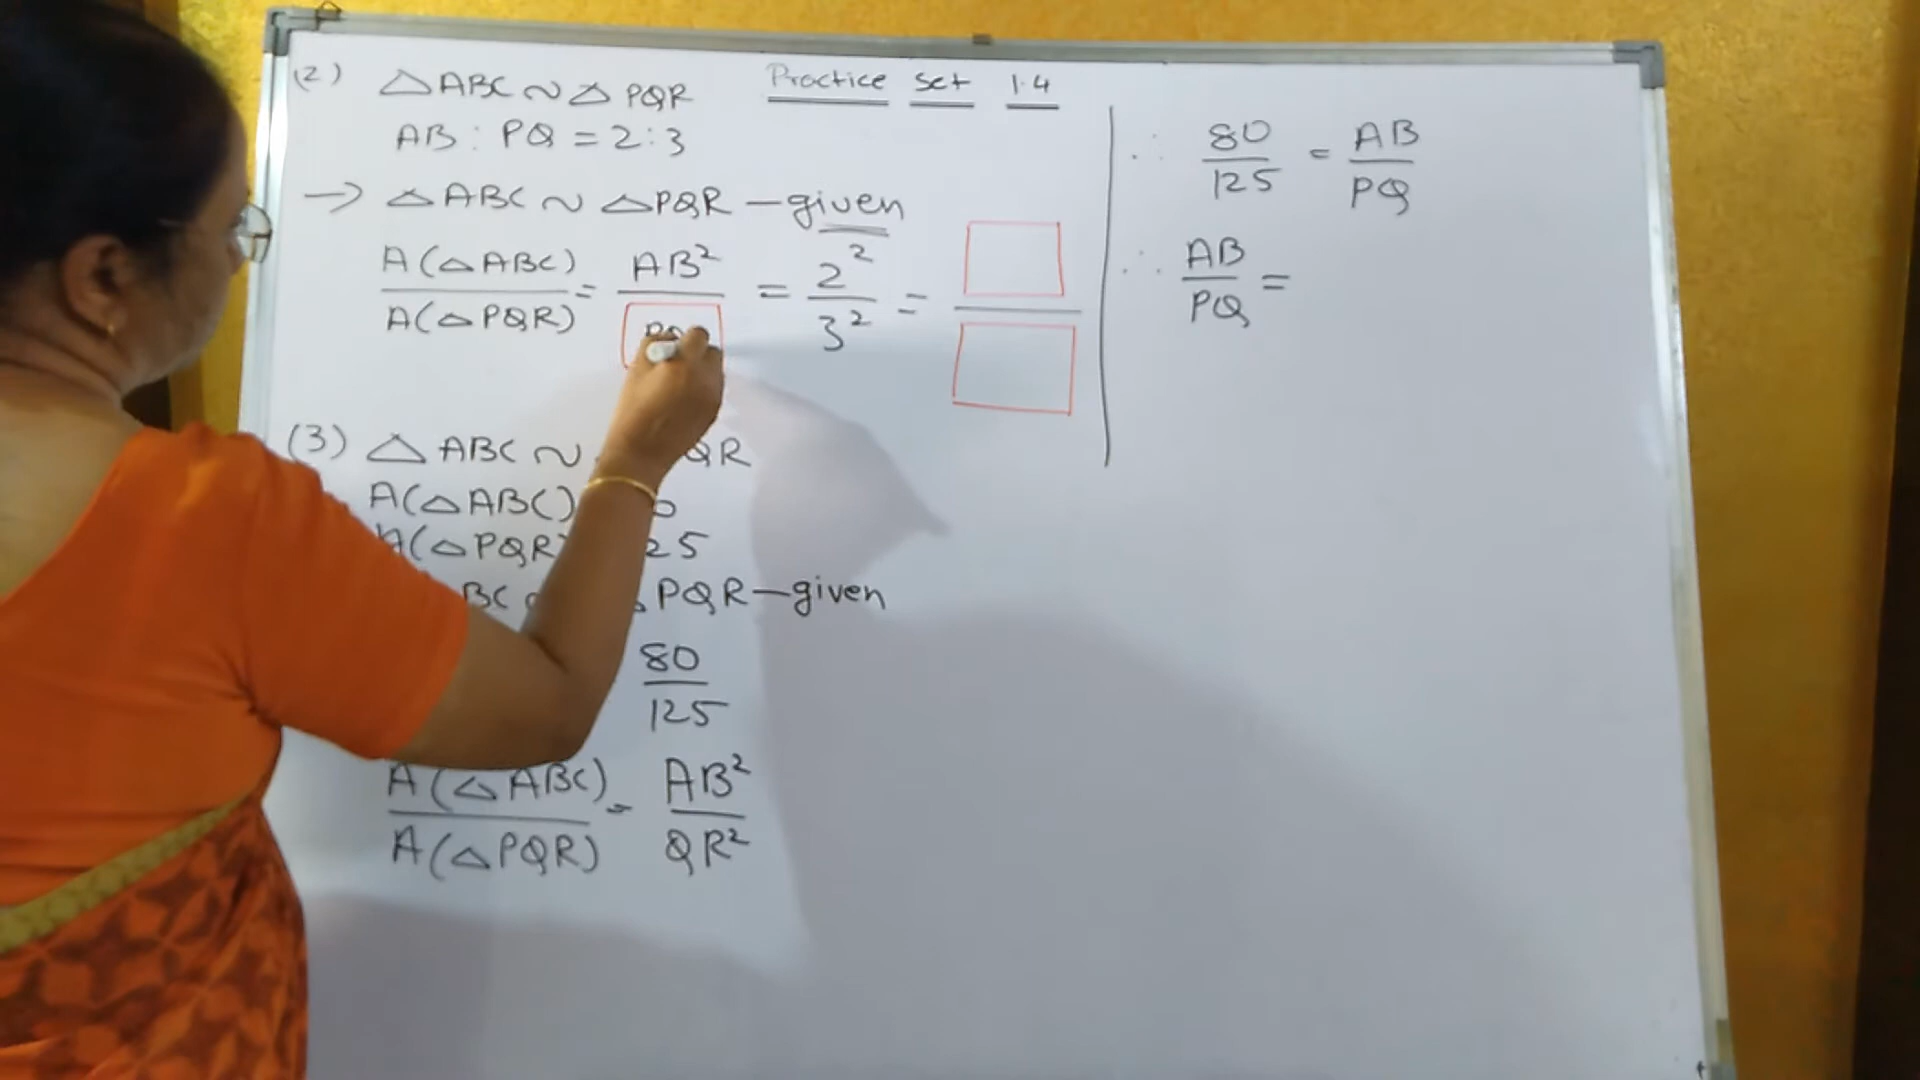 Practice Set 1.4
(2) △ABC ~ △PQR
AB : PQ = 2:3
→ △ABC ~ △PQR - given
A(△ABC)/A(△PQR) = AB²/PQ = 2²/3² =
(3) △ABC ~ QR
A(△ABC)
A(△PQR) 25
BC PQR - given
80/125
A(△ABC)/A(△PQR) = AB²/QR²
∴ 80/125 = AB/PQ
∴ AB/PQ =